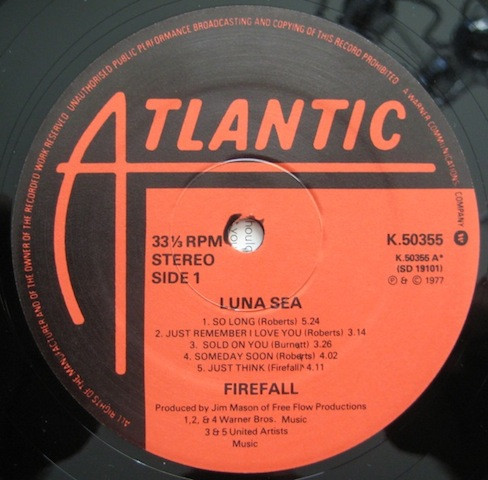 ALL RIGHTS OF THE MANUFACTURER AND OF THE OWNER OF THE RECORDED WORK RESERVED. UNAUTHORISED PUBLIC PERFORMANCE BROADCASTING AND COPYING OF THIS RECORD PROHIBITED
A WARNER COMMUNICATIONS COMPANY
ATLANTIC
33⅓ RPM
STEREO
SIDE 1
K.50355
K.50355 A*
(SD 19101)
℗ & © 1977
LUNA SEA
1. SO LONG (Roberts) 5.24
2. JUST REMEMBER I LOVE YOU (Roberts) 3.14
3. SOLD ON YOU (Burnett) 3.26
4. SOMEDAY SOON (Roberts) 4.02
5. JUST THINK (Firefall) 4.11
FIREFALL
Produced by Jim Mason of Free Flow Productions
1,2, & 4 Warner Bros. Music
3 & 5 United Artists
Music